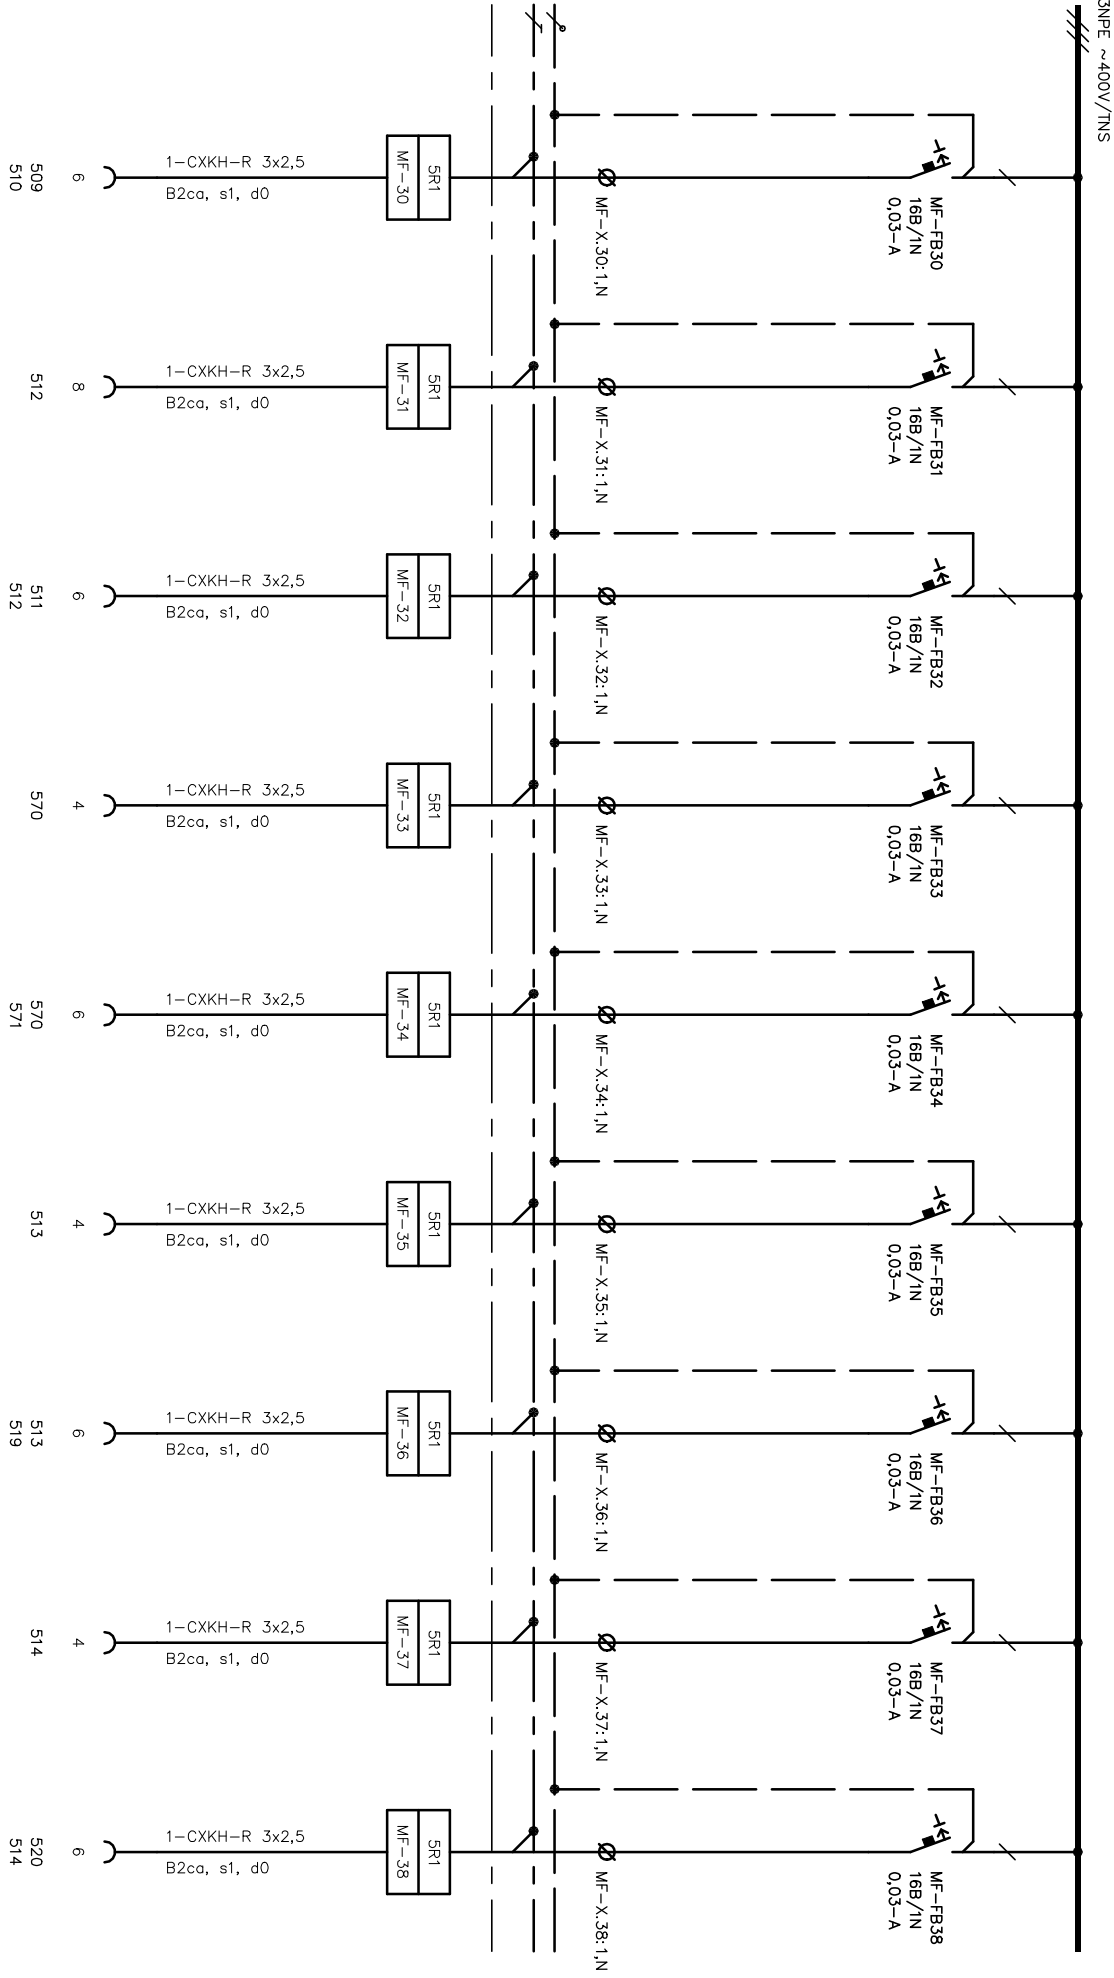 3NPE ~400V/TNS
MF-FB30
16B/1N
0,03-A
MF-X.30:1,N
5R1
MF-30
1-CXKH-R 3x2,5
B2ca, s1, d0
6
509
510
MF-FB31
16B/1N
0,03-A
MF-X.31:1,N
5R1
MF-31
1-CXKH-R 3x2,5
B2ca, s1, d0
8
512
MF-FB32
16B/1N
0,03-A
MF-X.32:1,N
5R1
MF-32
1-CXKH-R 3x2,5
B2ca, s1, d0
6
511
512
MF-FB33
16B/1N
0,03-A
MF-X.33:1,N
5R1
MF-33
1-CXKH-R 3x2,5
B2ca, s1, d0
4
570
MF-FB34
16B/1N
0,03-A
MF-X.34:1,N
5R1
MF-34
1-CXKH-R 3x2,5
B2ca, s1, d0
6
570
571
MF-FB35
16B/1N
0,03-A
MF-X.35:1,N
5R1
MF-35
1-CXKH-R 3x2,5
B2ca, s1, d0
4
513
MF-FB36
16B/1N
0,03-A
MF-X.36:1,N
5R1
MF-36
1-CXKH-R 3x2,5
B2ca, s1, d0
6
513
519
MF-FB37
16B/1N
0,03-A
MF-X.37:1,N
5R1
MF-37
1-CXKH-R 3x2,5
B2ca, s1, d0
4
514
MF-FB38
16B/1N
0,03-A
MF-X.38:1,N
5R1
MF-38
1-CXKH-R 3x2,5
B2ca, s1, d0
6
520
514